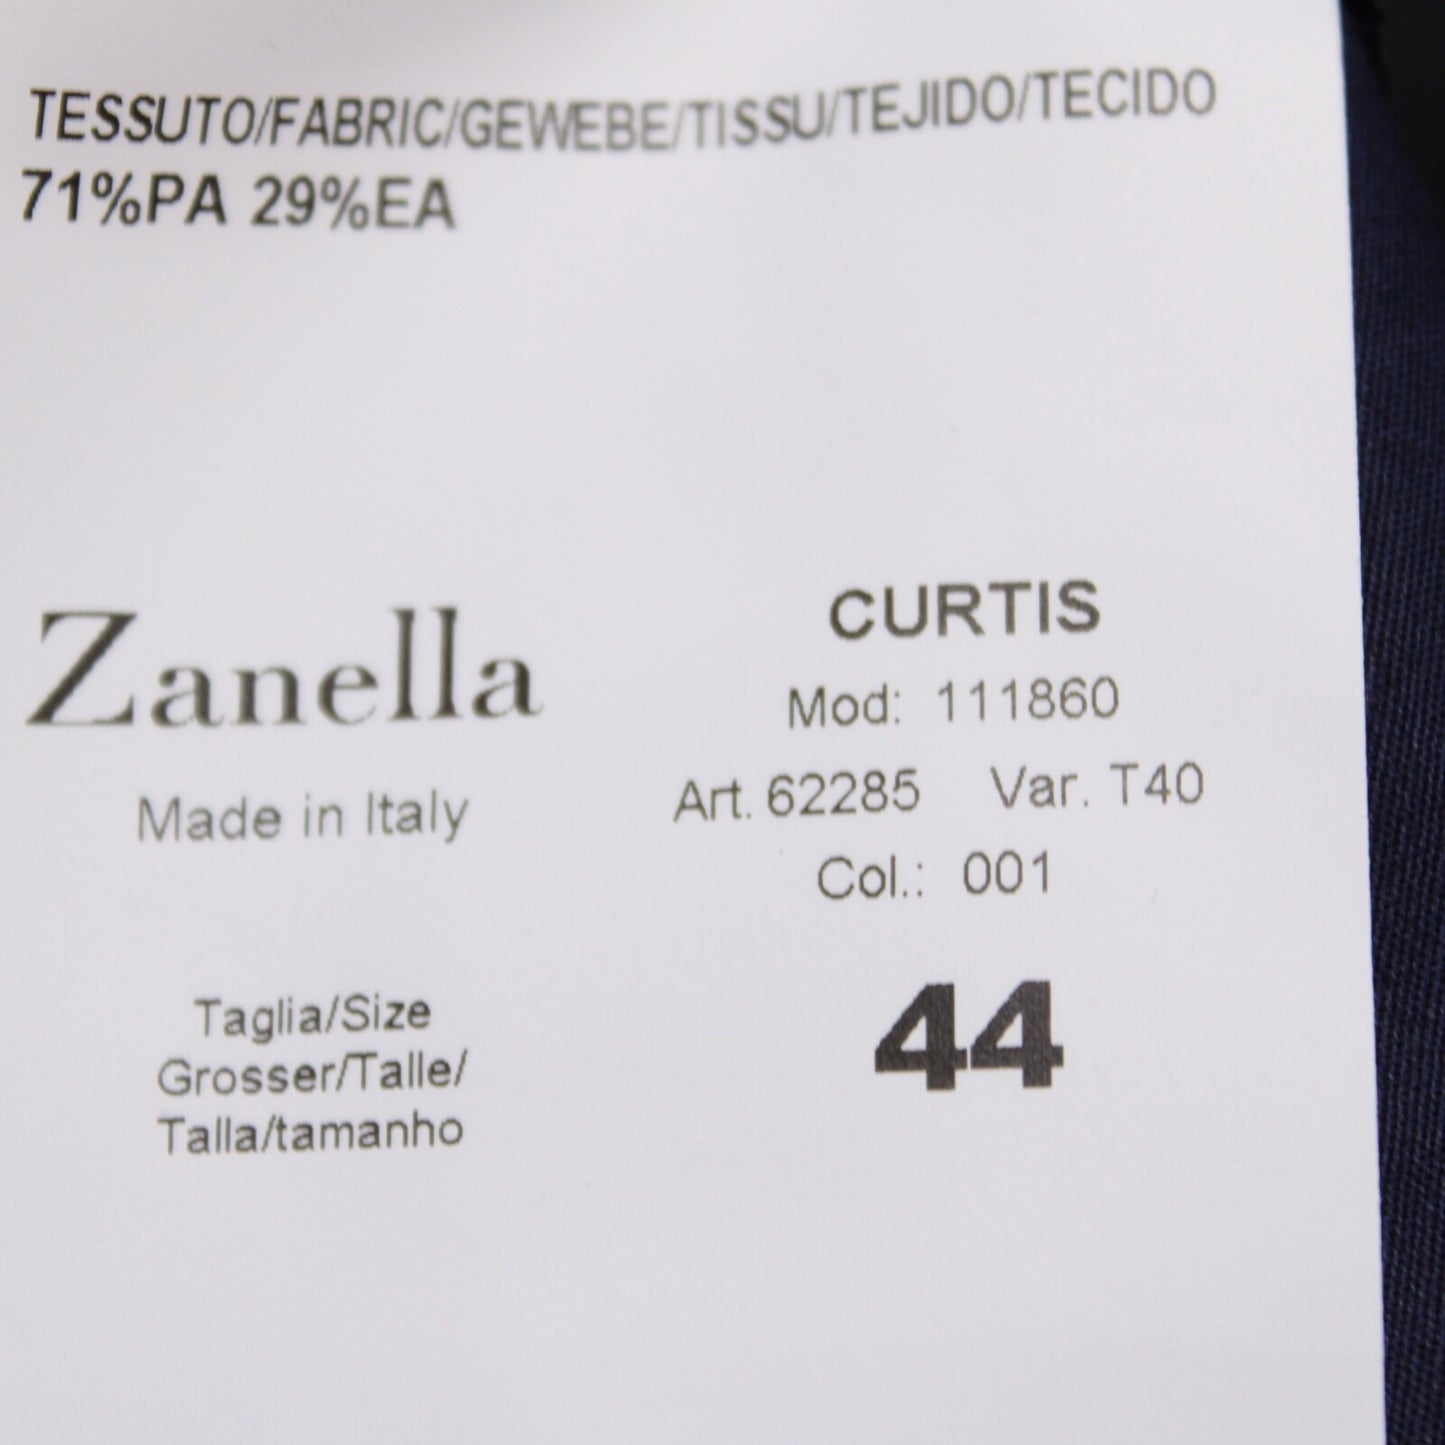 TESSUTO/FABRIC/GEWEBE/TISSU/TEJIDO/TECIDO
71%PA 29%EA
Zanella
Made in Italy
CURTIS
Mod: 111860
Art. 62285 Var. T40
Col.: 001
Taglia/Size
Grosser/Talle/
Talla/tamanho
44